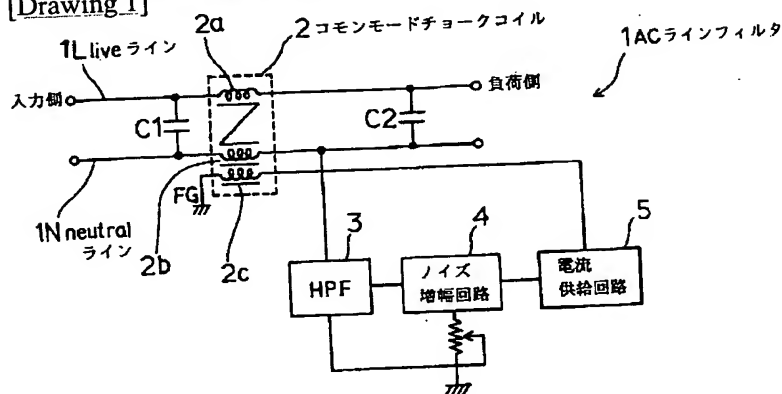 [Drawing 1]
2a
2 コモンモードチョークコイル
1L live ライン
1 ACラインフィルタ
入力側
負荷側
C1
C2
FG
1N neutral
ライン
2b
2c
3
4
5
HPF
ノイズ
増幅回路
電流
供給回路